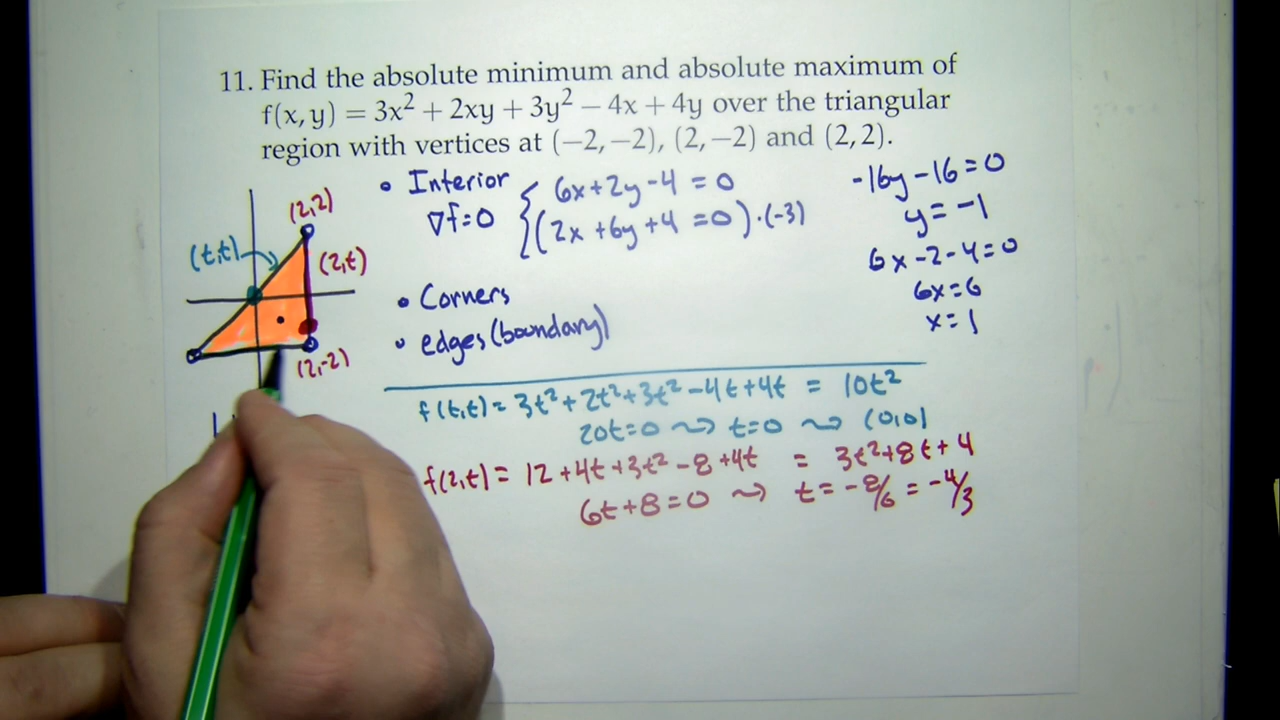 11. Find the absolute minimum and absolute maximum of
f(x, y) = 3x² + 2xy + 3y² − 4x + 4y over the triangular
region with vertices at (−2, −2), (2, −2) and (2, 2).
(2,2)
(t,t)
(2,t)
(2,-2)
• Interior
∇f=0
6x+2y-4 = 0
(2x+6y+4 = 0)·(-3)
-16y-16=0
y=-1
6x-2-4=0
6x=6
x=1
• Corners
• edges(boundary)
f(t,t)= 3t²+2t²+3t²-4t+4t = 10t²
20t=0 ⤳ t=0 ⤳ (0,0)
f(2,t)= 12+4t+3t²-8+4t = 3t²+8t+4
6t+8=0 ⤳ t=-8/6=-4/3